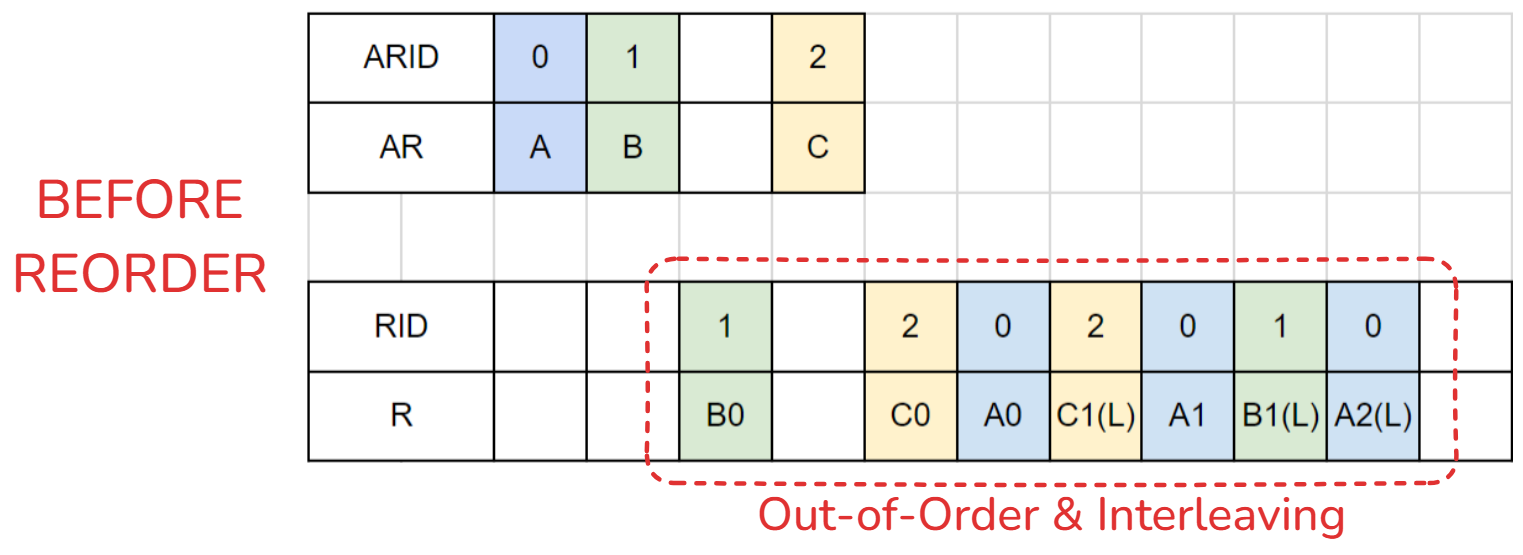 ARID 0 1 2
AR A B C
BEFORE
REORDER
RID 1 2 0 2 0 1 0
R B0 C0 A0 C1(L) A1 B1(L) A2(L)
Out-of-Order & Interleaving